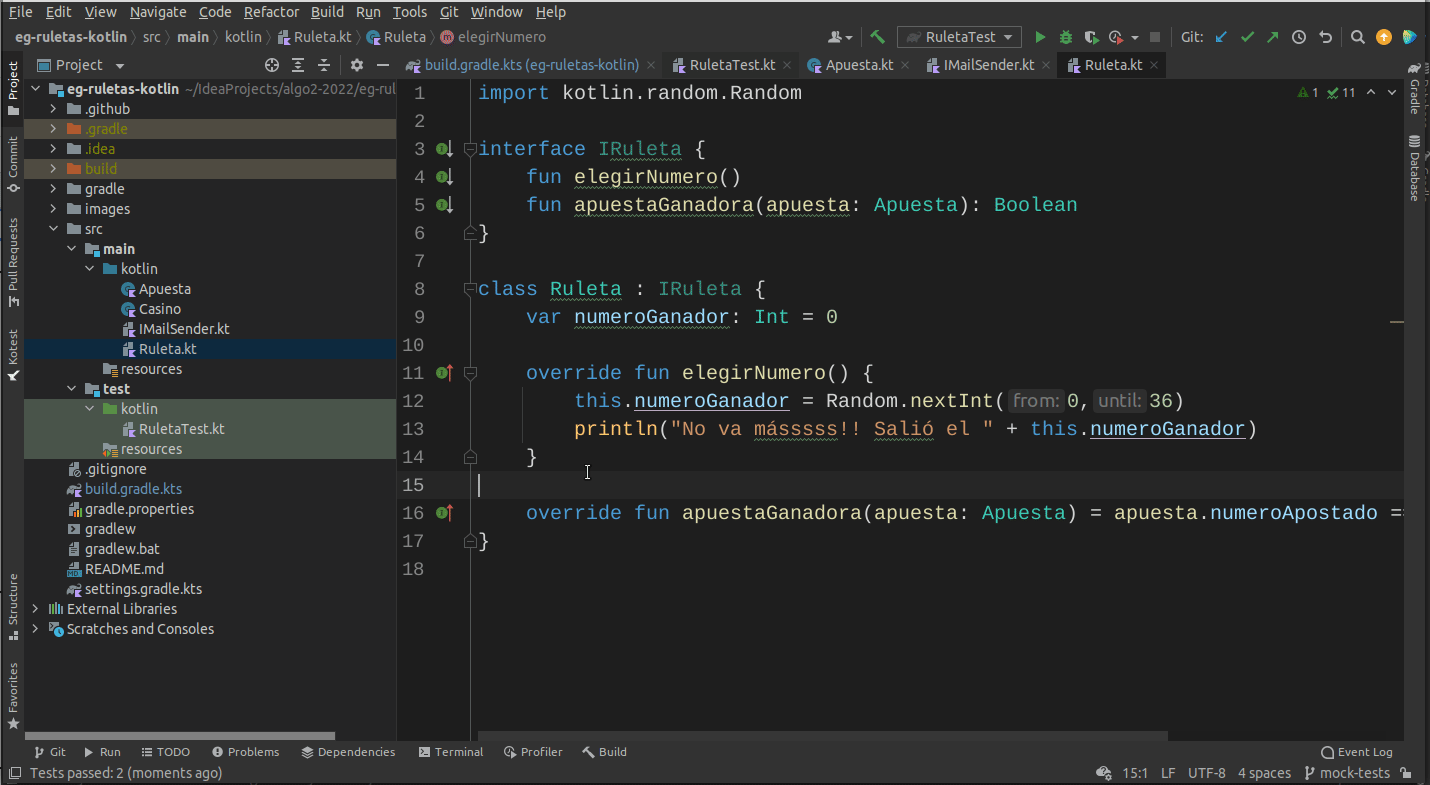 File Edit View Navigate Code Refactor Build Run Tools Git Window Help
eg-ruletas-kotlin src main kotlin Ruleta.kt Ruleta elegirNumero RuletaTest Git:
Project build.gradle.kts (eg-ruletas-kotlin) RuletaTest.kt Apuesta.kt IMailSender.kt Ruleta.kt
eg-ruletas-kotlin ~/IdeaProjects/algo2-2022/eg-rul
.github
.gradle
.idea
build
gradle
images
src
main
kotlin
Apuesta
Casino
IMailSender.kt
Ruleta.kt
resources
test
kotlin
RuletaTest.kt
resources
.gitignore
build.gradle.kts
gradle.properties
gradlew
gradlew.bat
README.md
settings.gradle.kts
External Libraries
Scratches and Consoles
1 import kotlin.random.Random 1 11
2
3 interface IRuleta {
4 fun elegirNumero()
5 fun apuestaGanadora(apuesta: Apuesta): Boolean
6 }
7
8 class Ruleta : IRuleta {
9 var numeroGanador: Int = 0
10
11 override fun elegirNumero() {
12 this.numeroGanador = Random.nextInt( from: 0, until: 36)
13 println("No va másssss!! Salió el " + this.numeroGanador)
14 }
15
16 override fun apuestaGanadora(apuesta: Apuesta) = apuesta.numeroApostado ==
17 }
18
Project
Commit
Pull Requests
Kotest
Structure
Favorites
Gradle
Database
Git Run TODO Problems Dependencies Terminal Profiler Build Event Log
Tests passed: 2 (moments ago) 15:1 LF UTF-8 4 spaces mock-tests